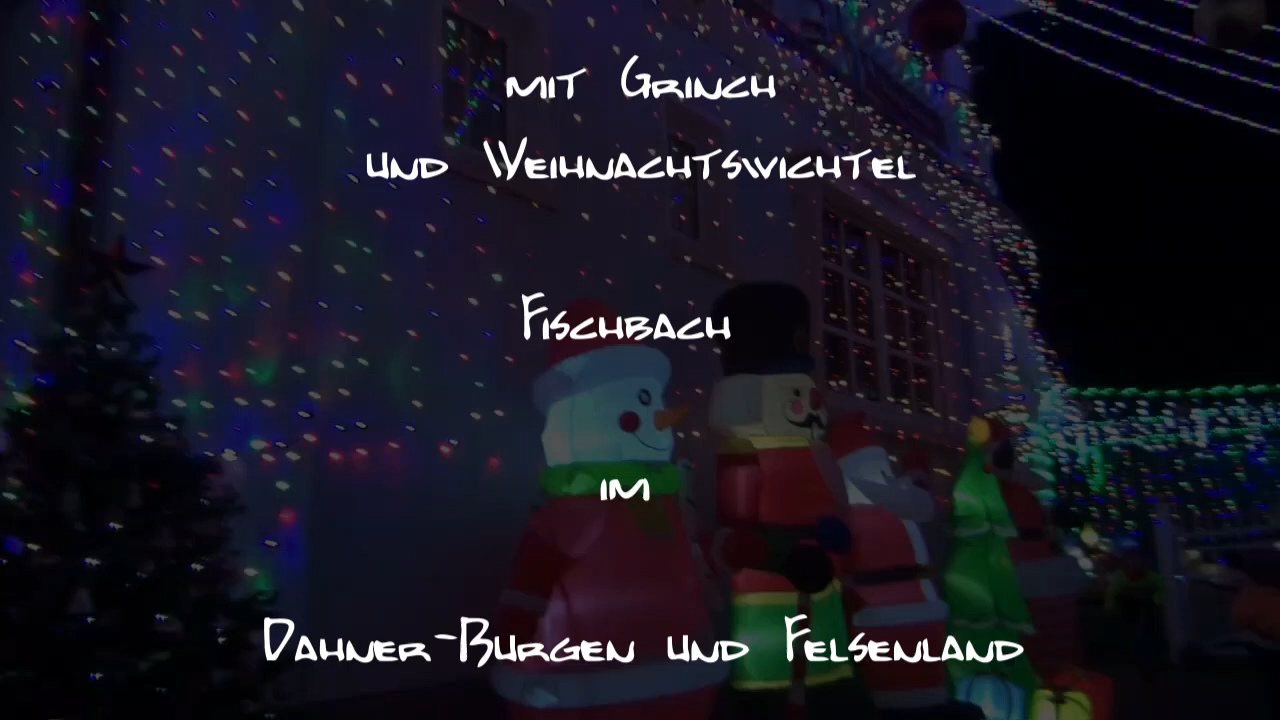 mit Grinch
und Weihnachtswichtel
Fischbach
im
Dahner-Burgen und Felsenland